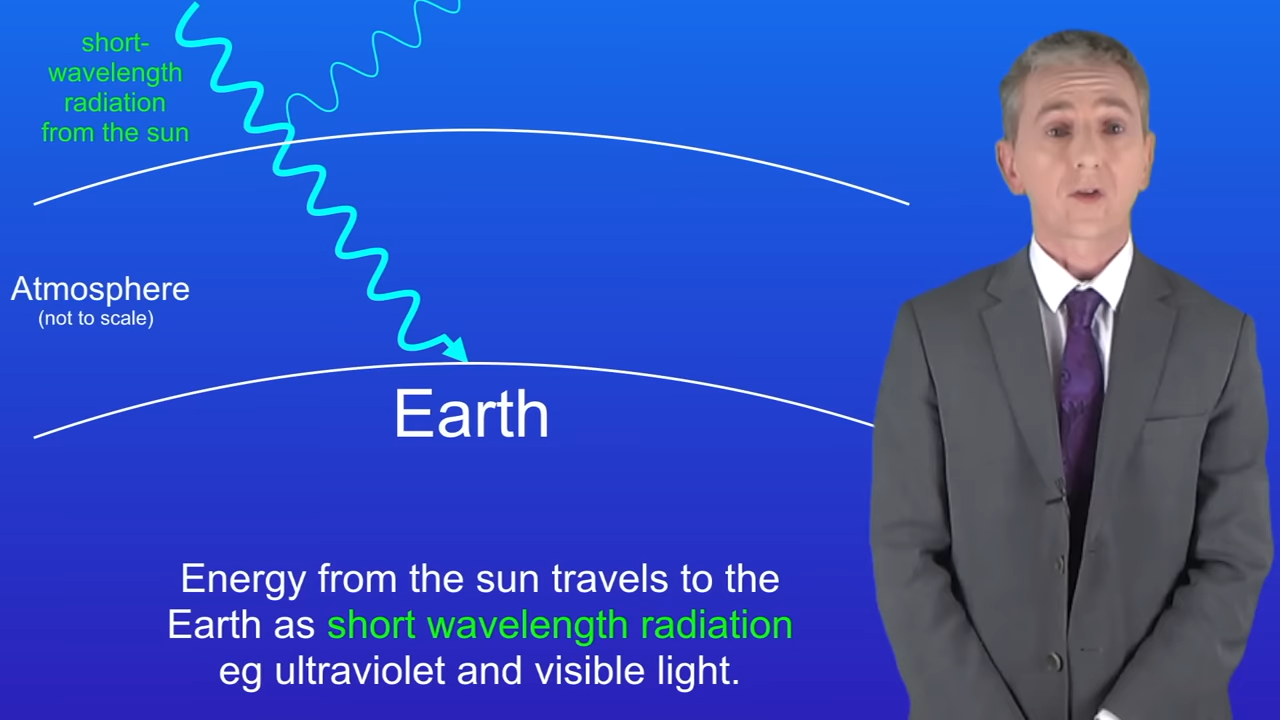 short-
wavelength
radiation
from the sun
Atmosphere
(not to scale)
Earth
Energy from the sun travels to the
Earth as short wavelength radiation
eg ultraviolet and visible light.